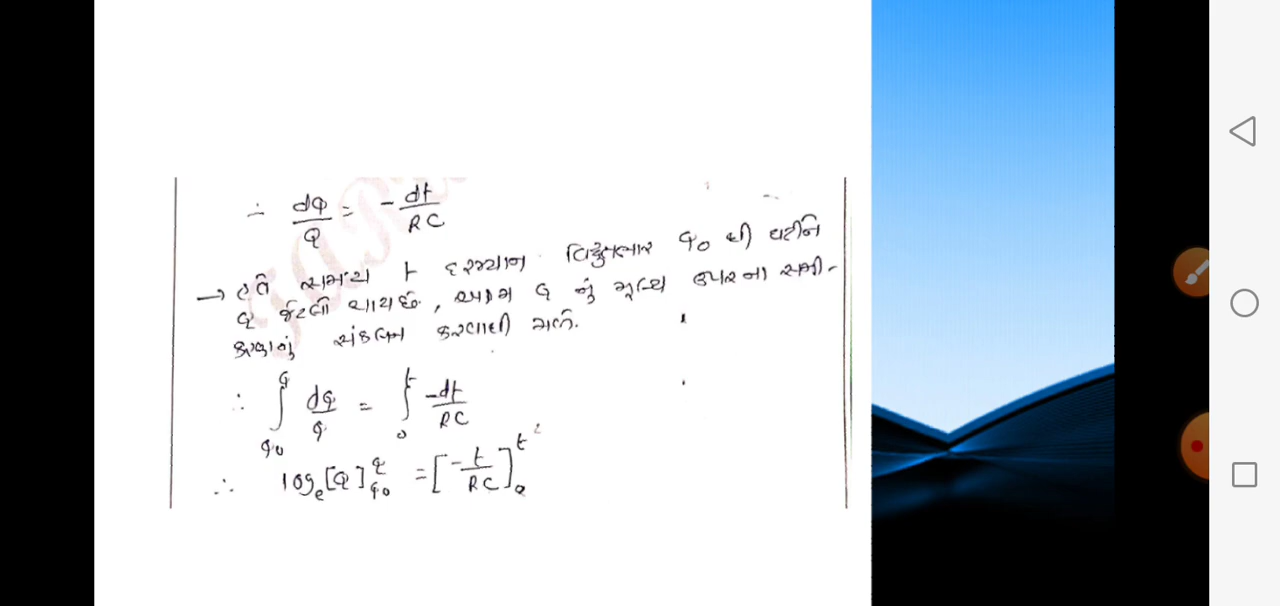 ∴ dq/q = - dt/RC
→ હવે સમય t દરમ્યાન વિદ્યુતભાર q₀ થી ઘટીને
q જેટલો થાય છે, આમ q નું મૂલ્ય ઉપરના સમી-
કરણનું સંકલન કરવાથી મળે.
∴ ∫_{q₀}^{q} dq/q = ∫_{0}^{t} -dt/RC
∴ logₑ[q]_{q₀}^{q} = [-t/RC]_{0}^{t}